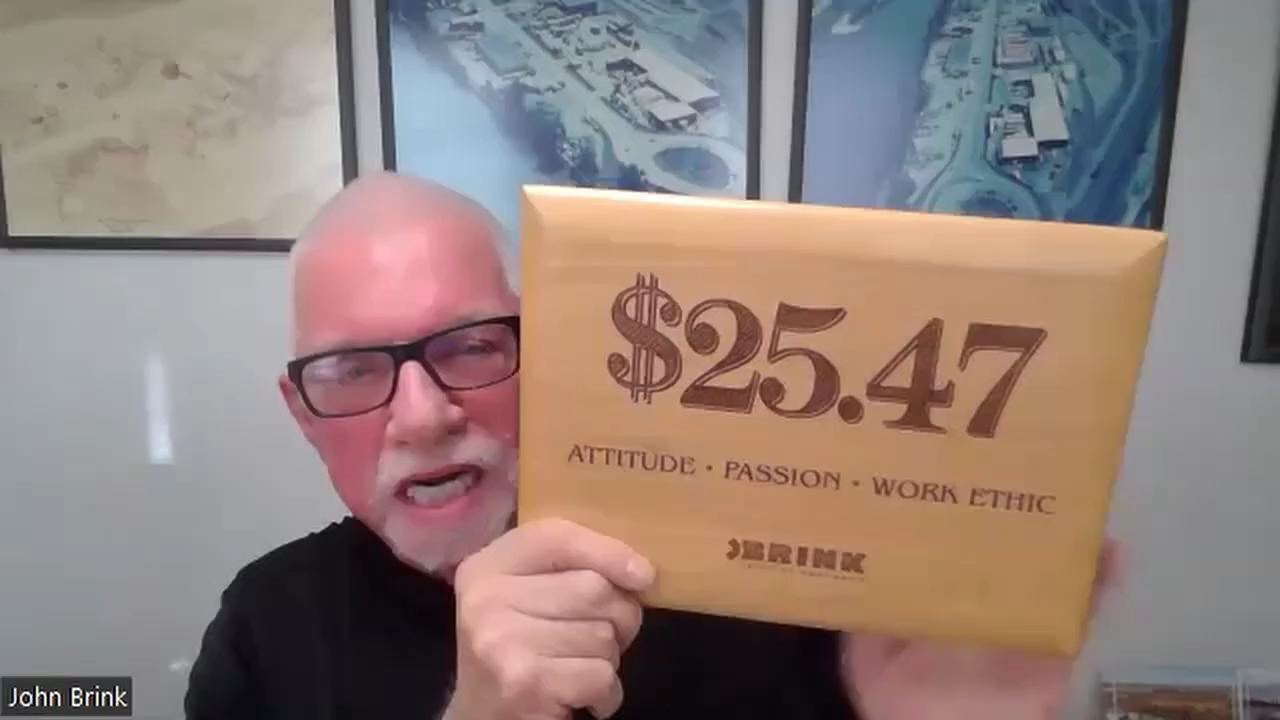 $25.47
ATTITUDE • PASSION • WORK ETHIC
BRINK
John Brink